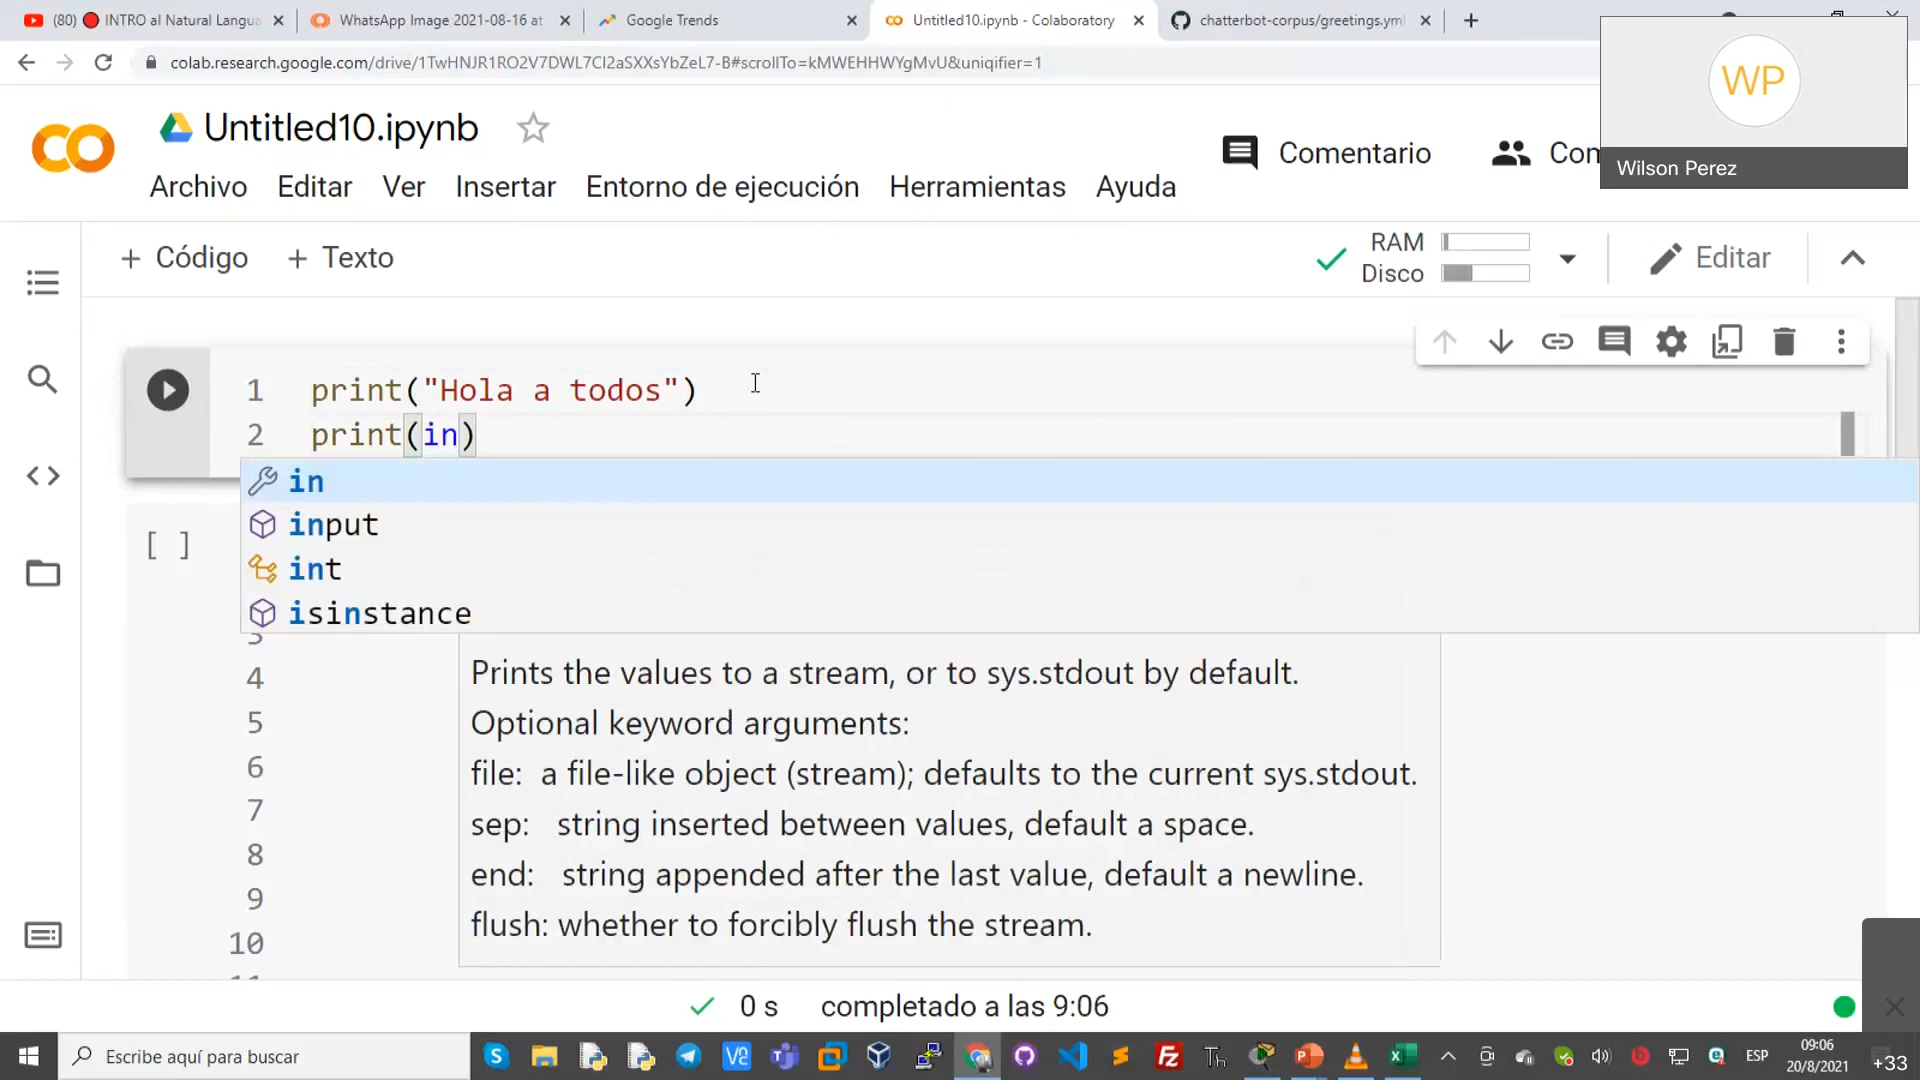 (80) INTRO al Natural Langua
WhatsApp Image 2021-08-16 at
Google Trends
Untitled10.ipynb - Colaboratory
chatterbot-corpus/greetings.yml
colab.research.google.com/drive/1TwHNJR1RO2V7DWL7CI2aSXXsYbZeL7-B#scrollTo=kMWEHHWYgMvU&uniqifier=1
WP
Wilson Perez
Untitled10.ipynb
Comentario
Com
Archivo Editar Ver Insertar Entorno de ejecución Herramientas Ayuda
+ Código + Texto
RAM
Disco
Editar
1 print("Hola a todos")
2 print(in)
in
input
int
isinstance
[ ]
3
4
5
6
7
8
9
10
11
Prints the values to a stream, or to sys.stdout by default.
Optional keyword arguments:
file: a file-like object (stream); defaults to the current sys.stdout.
sep: string inserted between values, default a space.
end: string appended after the last value, default a newline.
flush: whether to forcibly flush the stream.
0 s completado a las 9:06
Escribe aquí para buscar
ESP
09:06
20/8/2021
+33